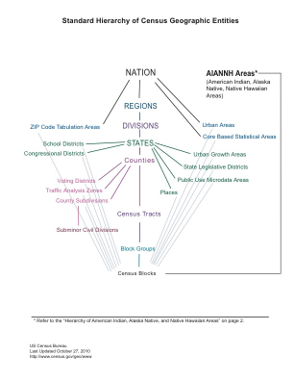 Standard Hierarchy of Census Geographic Entities
NATION
AIANNH Areas*
(American Indian, Alaska
Native, Native Hawaiian
Areas)
REGIONS
ZIP Code Tabulation Areas
DIVISIONS
Urban Areas
Core Based Statistical Areas
School Districts
STATES
Congressional Districts
Urban Growth Areas
Counties
State Legislative Districts
Public Use Microdata Areas
Voting Districts
Traffic Analysis Zones
Places
County Subdivisions
Census Tracts
Subminor Civil Divisions
Block Groups
Census Blocks
* Refer to the "Hierarchy of American Indian, Alaska Native, and Native Hawaiian Areas" on page 2.
US Census Bureau
Last Updated October 27, 2010
http://www.census.gov/geo/www